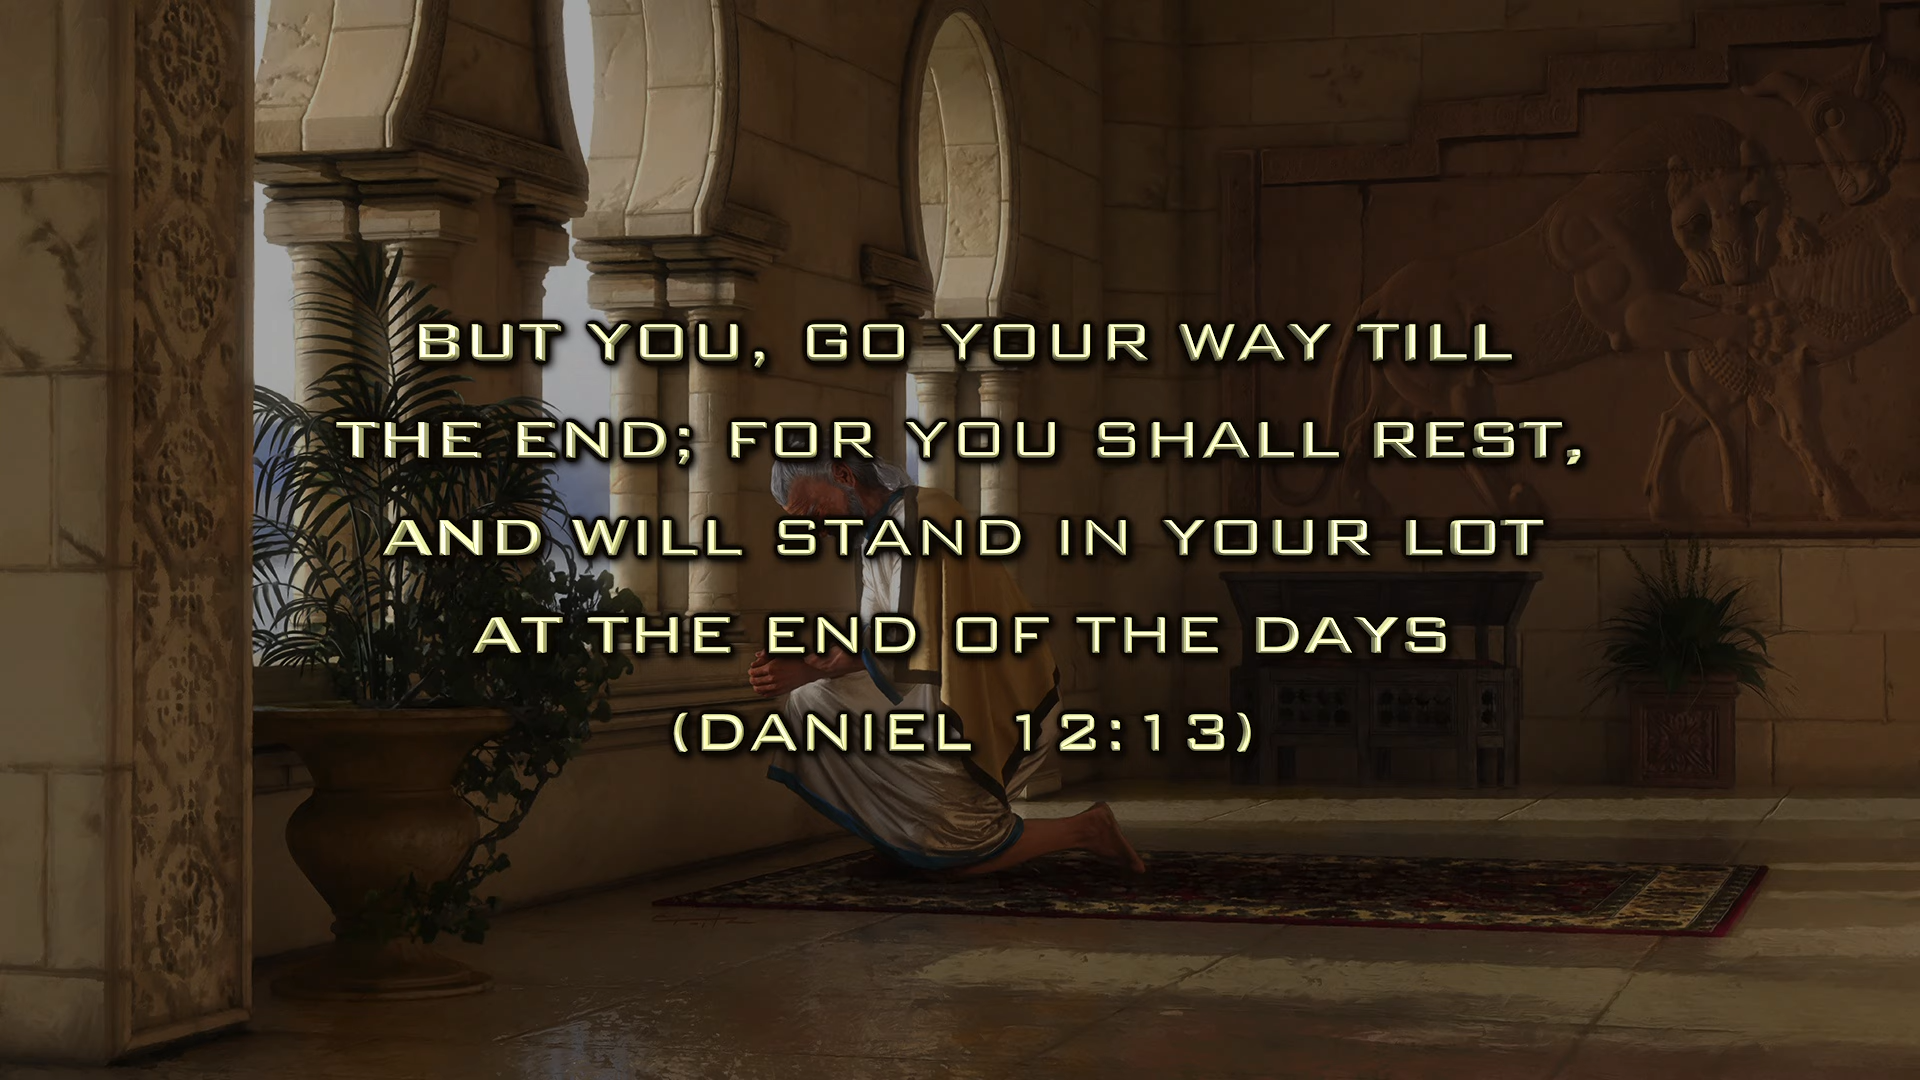 BUT YOU, GO YOUR WAY TILL
THE END; FOR YOU SHALL REST,
AND WILL STAND IN YOUR LOT
AT THE END OF THE DAYS
(DANIEL 12:13)